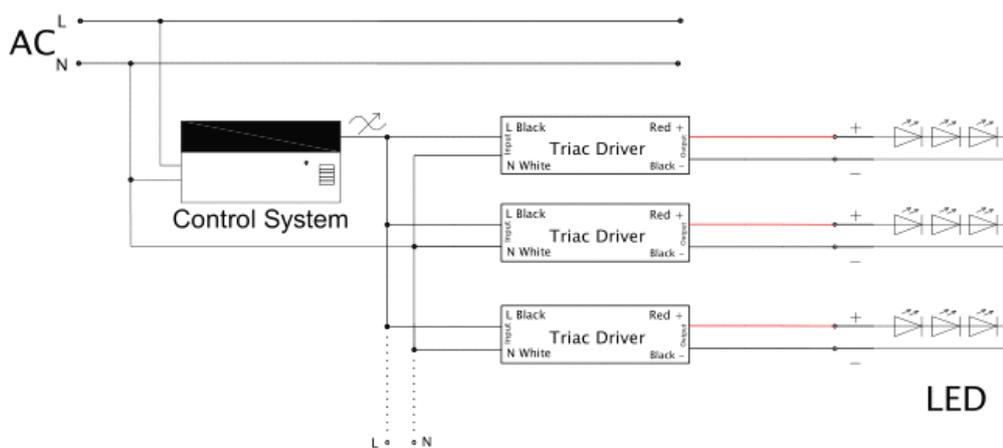 AC
L
N
Control System
L Black
Red +
Input
Triac Driver
Output
N White
Black -
+
−
L Black
Red +
Input
Triac Driver
Output
N White
Black -
+
−
L Black
Red +
Input
Triac Driver
Output
N White
Black -
+
−
LED
L
N